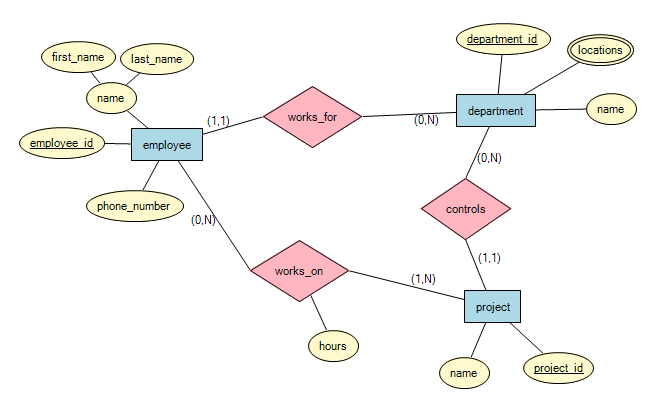 department_id
locations
first_name
last_name
name
name
(1,1)
works_for
(0,N)
department
employee_id
employee
(0,N)
phone_number
controls
(0,N)
(1,1)
works_on
(1,N)
project
hours
name
project_id